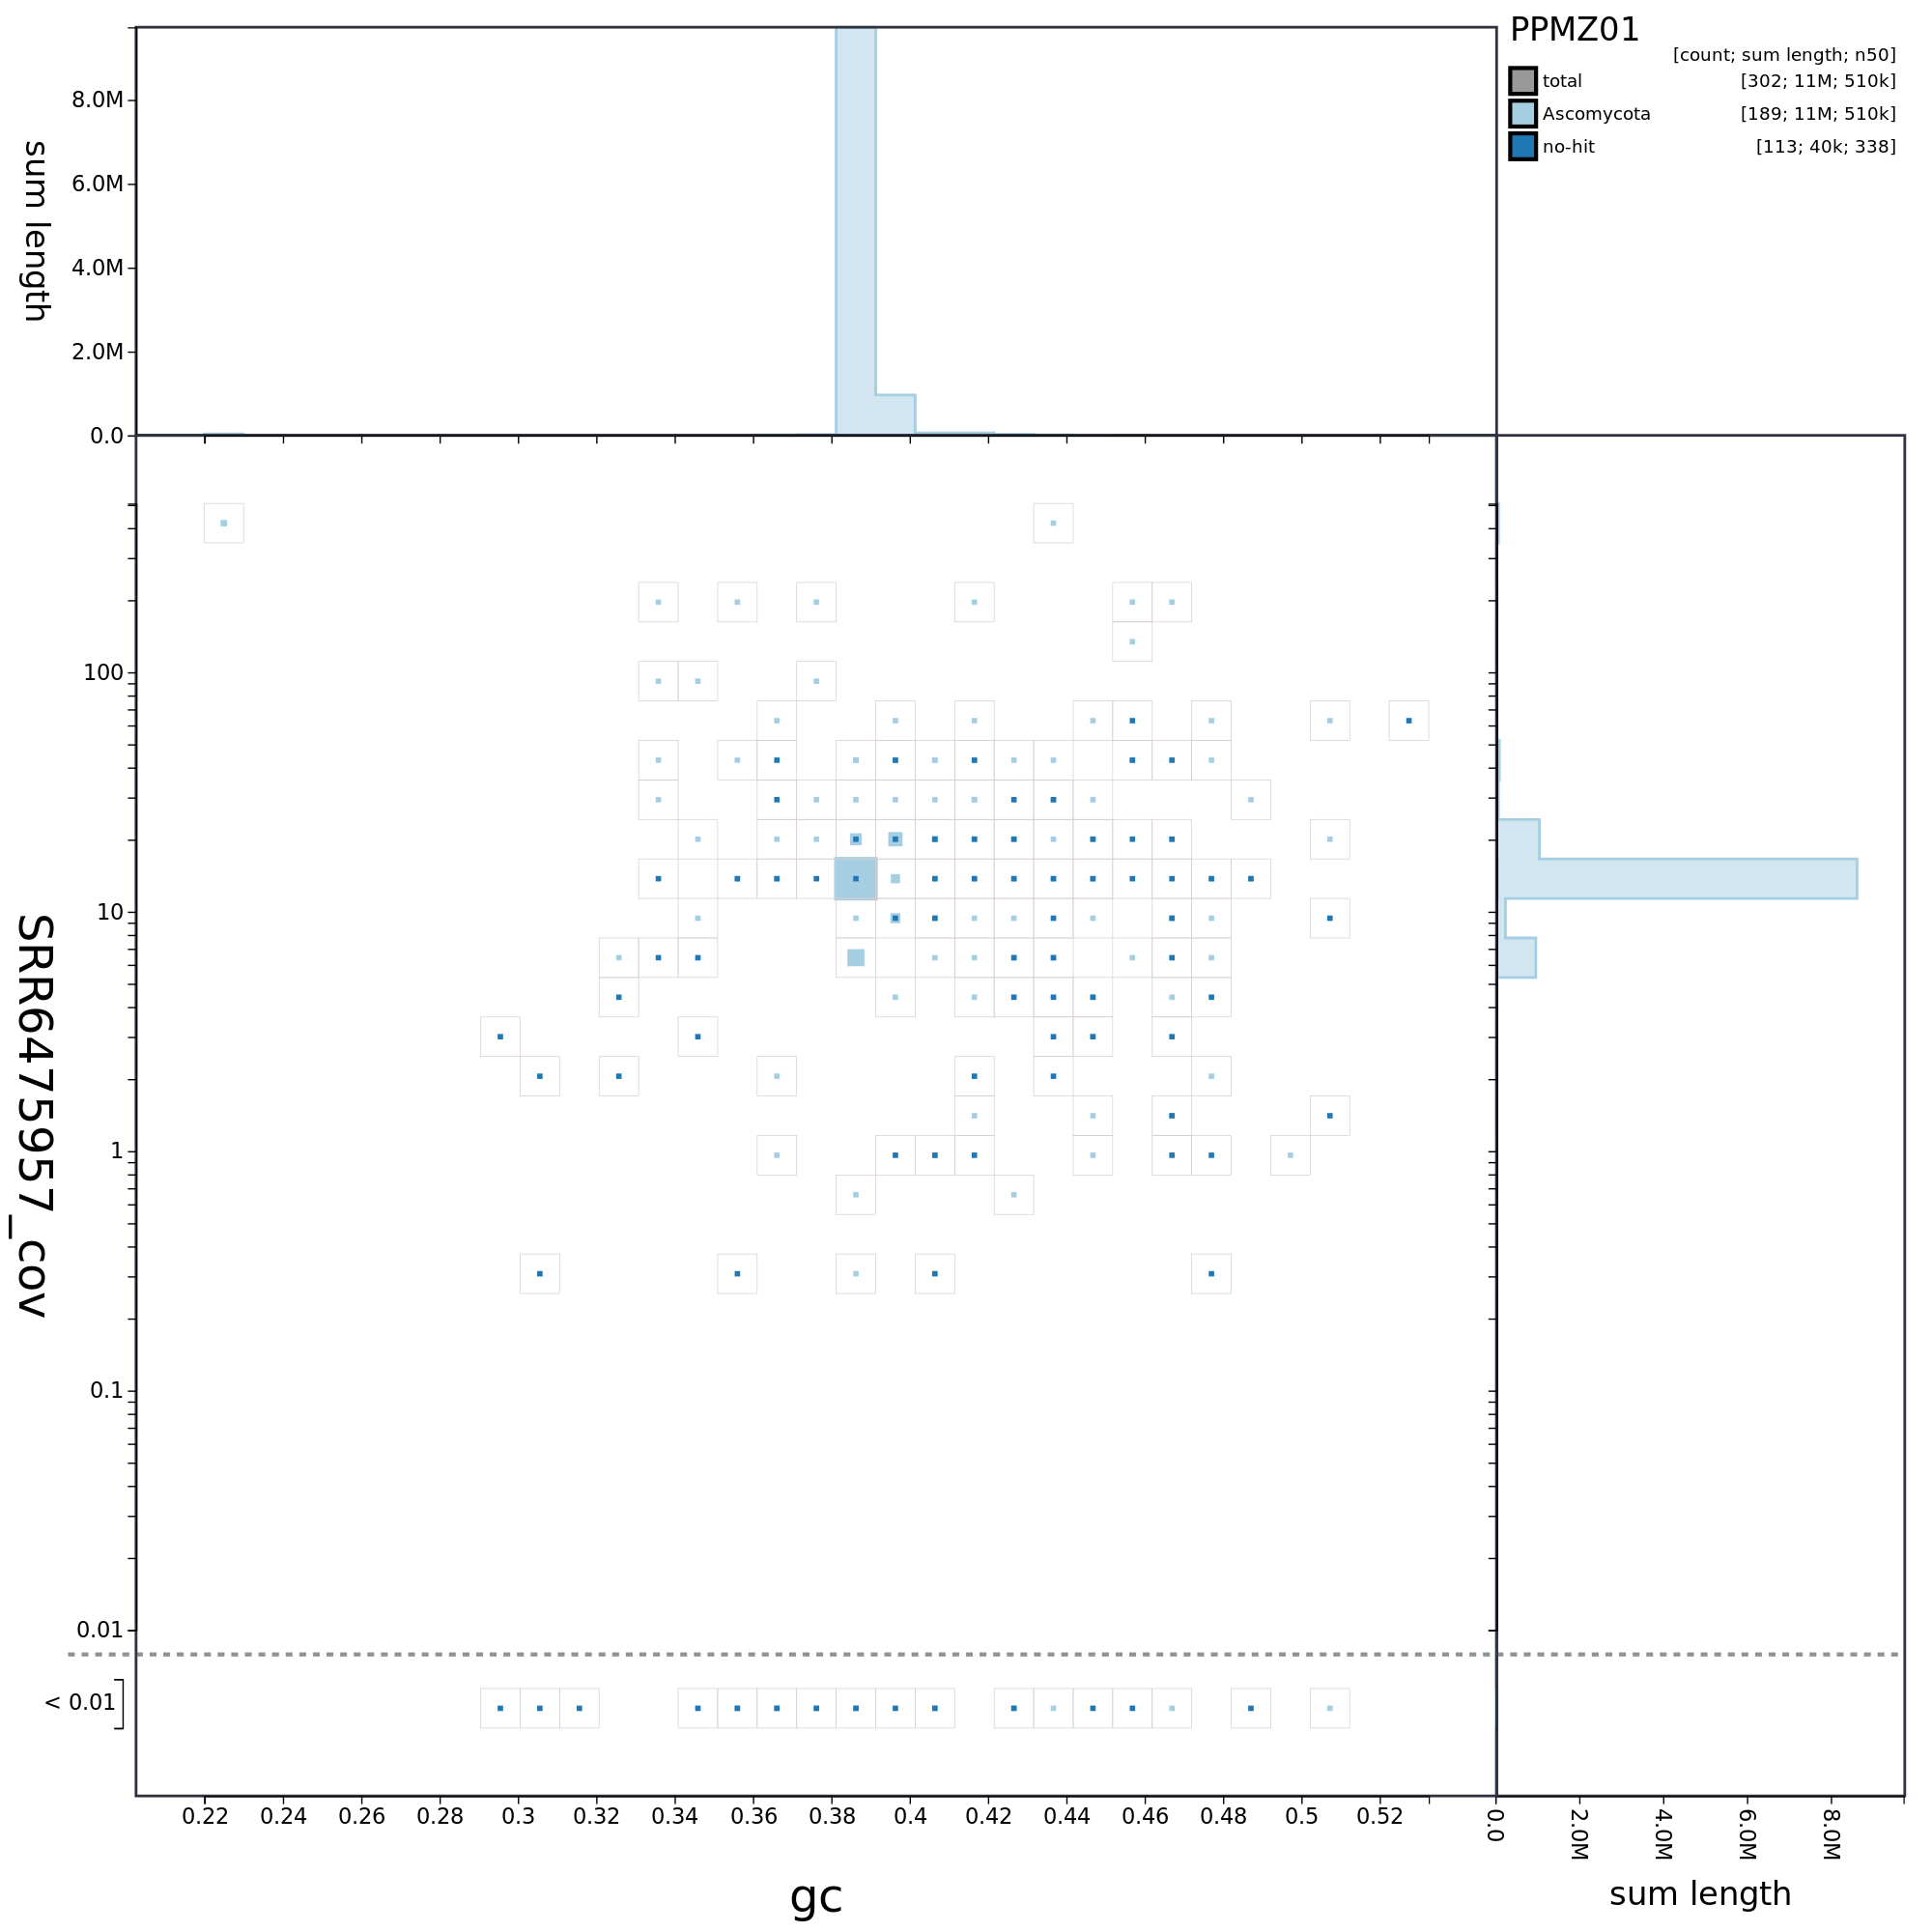 PPMZ01
[count; sum length; n50]
total [302; 11M; 510k]
Ascomycota [189; 11M; 510k]
no-hit [113; 40k; 338]
sum length
8.0M
6.0M
4.0M
2.0M
0.0
SRR6475957_cov
100
10
1
0.1
0.01
< 0.01
0.22 0.24 0.26 0.28 0.3 0.32 0.34 0.36 0.38 0.4 0.42 0.44 0.46 0.48 0.5 0.52
gc
0.0 2.0M 4.0M 6.0M 8.0M
sum length